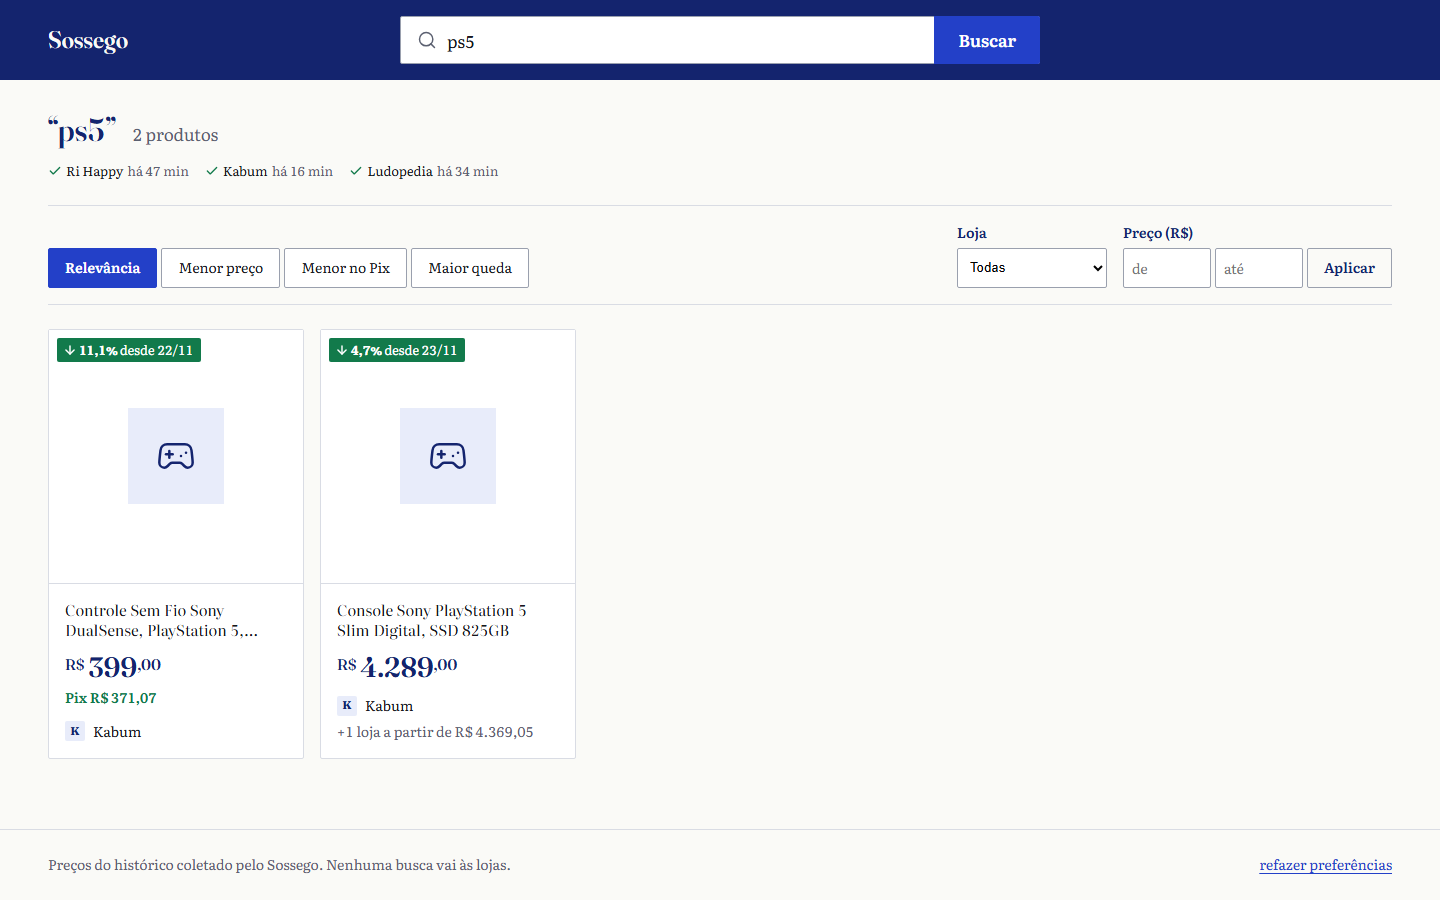 Sossego
ps5
Buscar
“ps5”
2 produtos
Ri Happy há 47 min
Kabum há 16 min
Ludopedia há 34 min
Relevância
Menor preço
Menor no Pix
Maior queda
Loja
Todas
Preço (R$)
de
até
Aplicar
↓ 11,1% desde 22/11
Controle Sem Fio Sony
DualSense, PlayStation 5,...
R$ 399,00
Pix R$ 371,07
K Kabum
↓ 4,7% desde 23/11
Console Sony PlayStation 5
Slim Digital, SSD 825GB
R$ 4.289,00
K Kabum
+1 loja a partir de R$ 4.369,05
Preços do histórico coletado pelo Sossego. Nenhuma busca vai às lojas.
refazer preferências